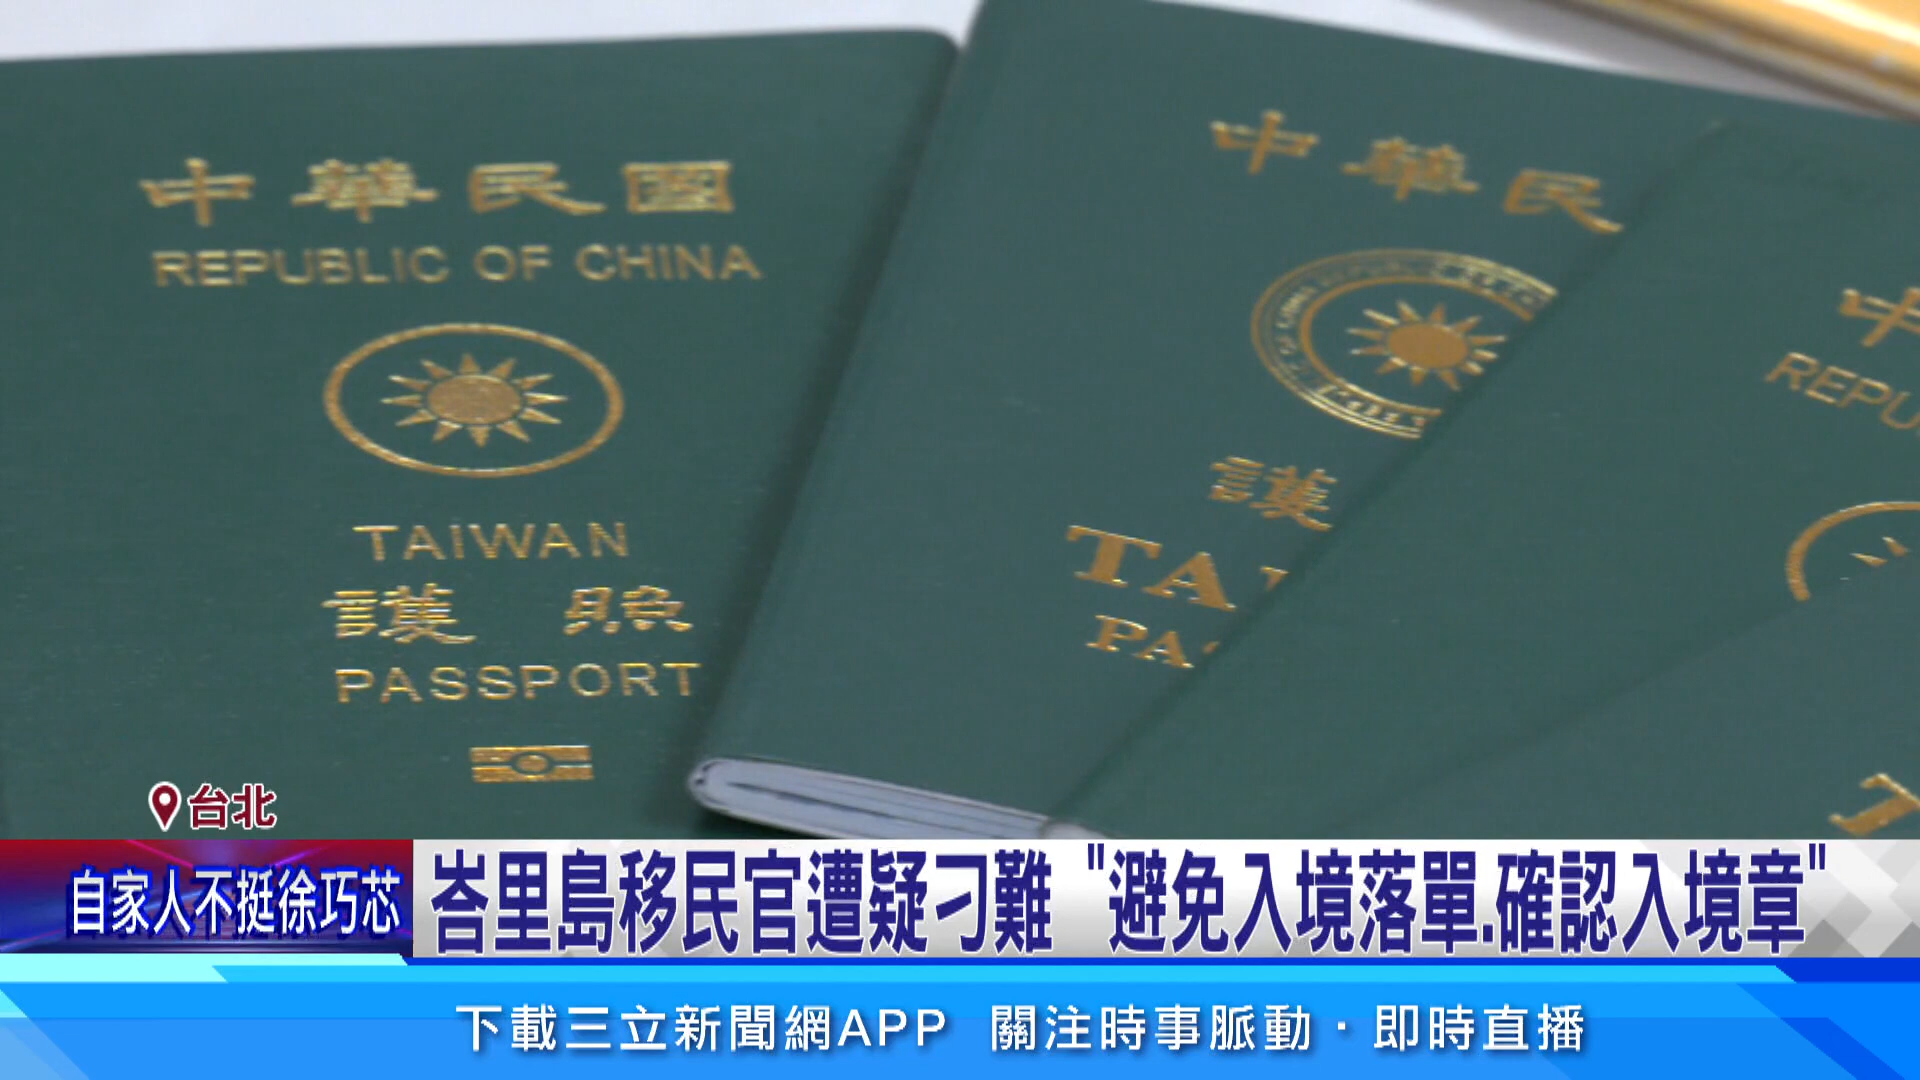 中華民國
REPUBLIC OF CHINA
TAIWAN
護照
PASSPORT
中華民
護
TAI
PAS
中
REPU
T
台北
自家人不挺徐巧芯
峇里島移民官遭疑刁難 "避免入境落單.確認入境章"
下載三立新聞網APP 關注時事脈動·即時直播